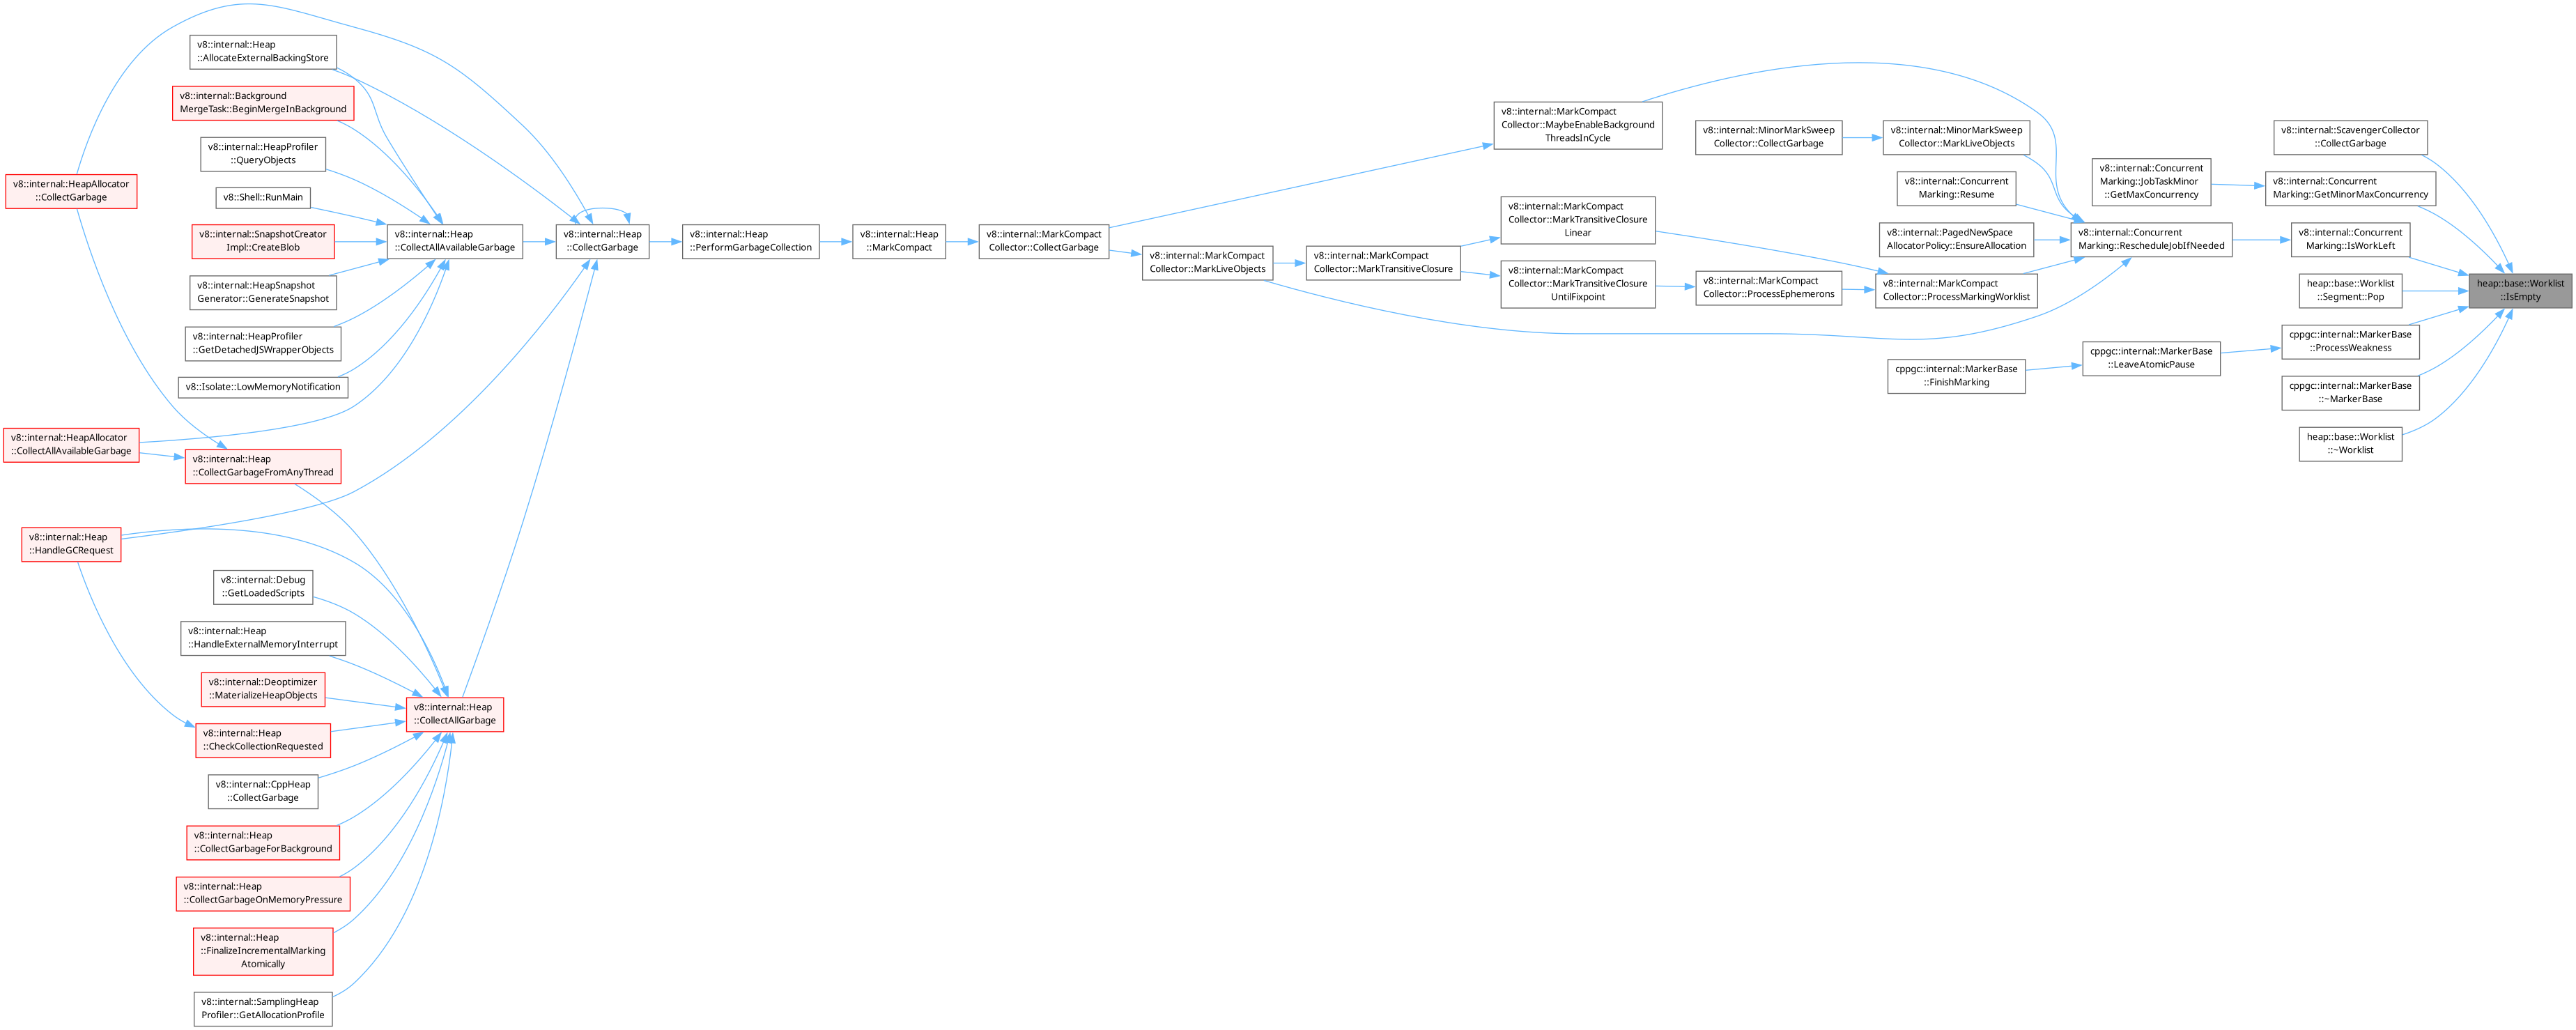 v8::internal::Heap
::AllocateExternalBackingStore
v8::internal::Background
MergeTask::BeginMergeInBackground
v8::internal::HeapProfiler
::QueryObjects
v8::internal::HeapAllocator
::CollectGarbage
v8::Shell::RunMain
v8::internal::SnapshotCreator
Impl::CreateBlob
v8::internal::HeapSnapshot
Generator::GenerateSnapshot
v8::internal::HeapProfiler
::GetDetachedJSWrapperObjects
v8::Isolate::LowMemoryNotification
v8::internal::HeapAllocator
::CollectAllAvailableGarbage
v8::internal::Heap
::CollectGarbageFromAnyThread
v8::internal::Heap
::HandleGCRequest
v8::internal::Debug
::GetLoadedScripts
v8::internal::Heap
::HandleExternalMemoryInterrupt
v8::internal::Deoptimizer
::MaterializeHeapObjects
v8::internal::Heap
::CheckCollectionRequested
v8::internal::CppHeap
::CollectGarbage
v8::internal::Heap
::CollectGarbageForBackground
v8::internal::Heap
::CollectGarbageOnMemoryPressure
v8::internal::Heap
::FinalizeIncrementalMarking
Atomically
v8::internal::SamplingHeap
Profiler::GetAllocationProfile
v8::internal::Heap
::CollectAllAvailableGarbage
v8::internal::Heap
::CollectAllGarbage
v8::internal::Heap
::CollectGarbage
v8::internal::Heap
::PerformGarbageCollection
v8::internal::Heap
::MarkCompact
v8::internal::MarkCompact
Collector::CollectGarbage
v8::internal::MarkCompact
Collector::MarkLiveObjects
v8::internal::MarkCompact
Collector::MarkTransitiveClosure
v8::internal::MarkCompact
Collector::MaybeEnableBackground
ThreadsInCycle
v8::internal::MarkCompact
Collector::MarkTransitiveClosure
Linear
v8::internal::MarkCompact
Collector::MarkTransitiveClosure
UntilFixpoint
v8::internal::MinorMarkSweep
Collector::CollectGarbage
v8::internal::MarkCompact
Collector::ProcessEphemerons
v8::internal::MinorMarkSweep
Collector::MarkLiveObjects
v8::internal::Concurrent
Marking::Resume
v8::internal::PagedNewSpace
AllocatorPolicy::EnsureAllocation
v8::internal::MarkCompact
Collector::ProcessMarkingWorklist
cppgc::internal::MarkerBase
::FinishMarking
v8::internal::Concurrent
Marking::JobTaskMinor
::GetMaxConcurrency
v8::internal::Concurrent
Marking::RescheduleJobIfNeeded
cppgc::internal::MarkerBase
::LeaveAtomicPause
v8::internal::ScavengerCollector
::CollectGarbage
v8::internal::Concurrent
Marking::GetMinorMaxConcurrency
v8::internal::Concurrent
Marking::IsWorkLeft
heap::base::Worklist
::Segment::Pop
cppgc::internal::MarkerBase
::ProcessWeakness
cppgc::internal::MarkerBase
::~MarkerBase
heap::base::Worklist
::~Worklist
heap::base::Worklist
::IsEmpty